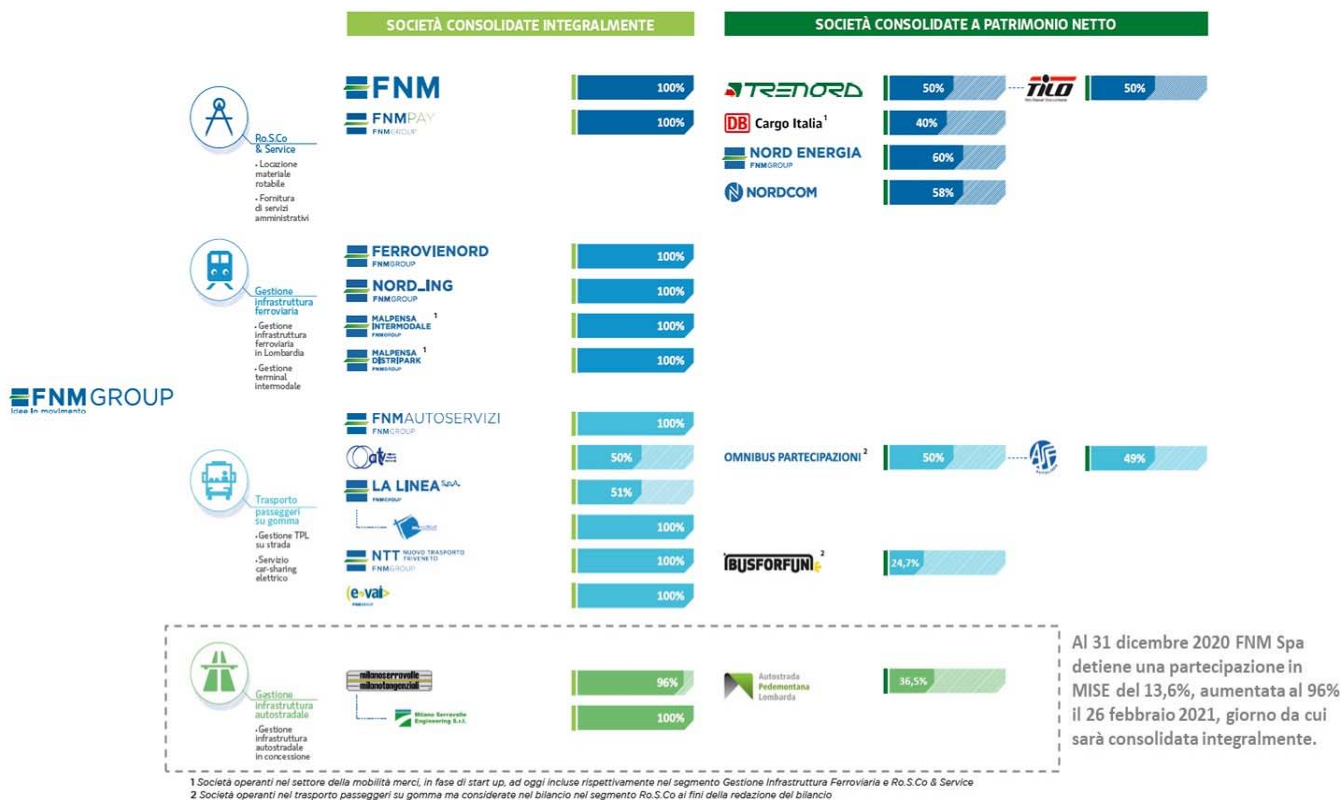 SOCIETÀ CONSOLIDATE INTEGRALMENTE
SOCIETÀ CONSOLIDATE A PATRIMONIO NETTO
FNMGROUP
idee in movimento
Ro.S.Co
& Service
• Locazione
materiale
rotabile
• Fornitura
di servizi
amministrativi
FNM
100%
FNMPAY
FNMGROUP
100%
TRENORD
50%
TILO
50%
DB Cargo Italia 1
40%
NORD ENERGIA
FNMGROUP
60%
NORDCOM
58%
Gestione
infrastruttura
ferroviaria
• Gestione
infrastruttura
ferroviaria
in Lombardia
• Gestione
terminal
intermodale
FERROVIENORD
FNMGROUP
100%
NORD_ING
FNMGROUP
100%
MALPENSA
INTERMODALE 1
FNMGROUP
100%
MALPENSA
DISTRIPARK 1
FNMGROUP
100%
Trasporto
passeggeri
su gomma
• Gestione TPL
su strada
• Servizio
car-sharing
elettrico
FNMAUTOSERVIZI
FNMGROUP
100%
atv
50%
LA LINEA S.p.A.
FNMGROUP
51%
100%
NTT NUOVO TRASPORTO
TRIVENETO
FNMGROUP
100%
e-vai
FNMGROUP
100%
OMNIBUS PARTECIPAZIONI 2
50%
ASF
49%
BUSFORFUN 2
24,7%
Gestione
infrastruttura
autostradale
• Gestione
infrastruttura
autostradale
in concessione
milanoserravalle
milanotangenziali
96%
Milano Serravalle
Engineering S.r.l.
100%
Autostrada
Pedemontana
Lombarda
36,5%
Al 31 dicembre 2020 FNM Spa
detiene una partecipazione in
MISE del 13,6%, aumentata al 96%
il 26 febbraio 2021, giorno da cui
sarà consolidata integralmente.
1 Società operanti nel settore della mobilità merci, in fase di start up, ad oggi incluse rispettivamente nel segmento Gestione Infrastruttura Ferroviaria e Ro.S.Co & Service
2 Società operanti nel trasporto passeggeri su gomma ma considerate nel bilancio nel segmento Ro.S.Co ai fini della redazione del bilancio